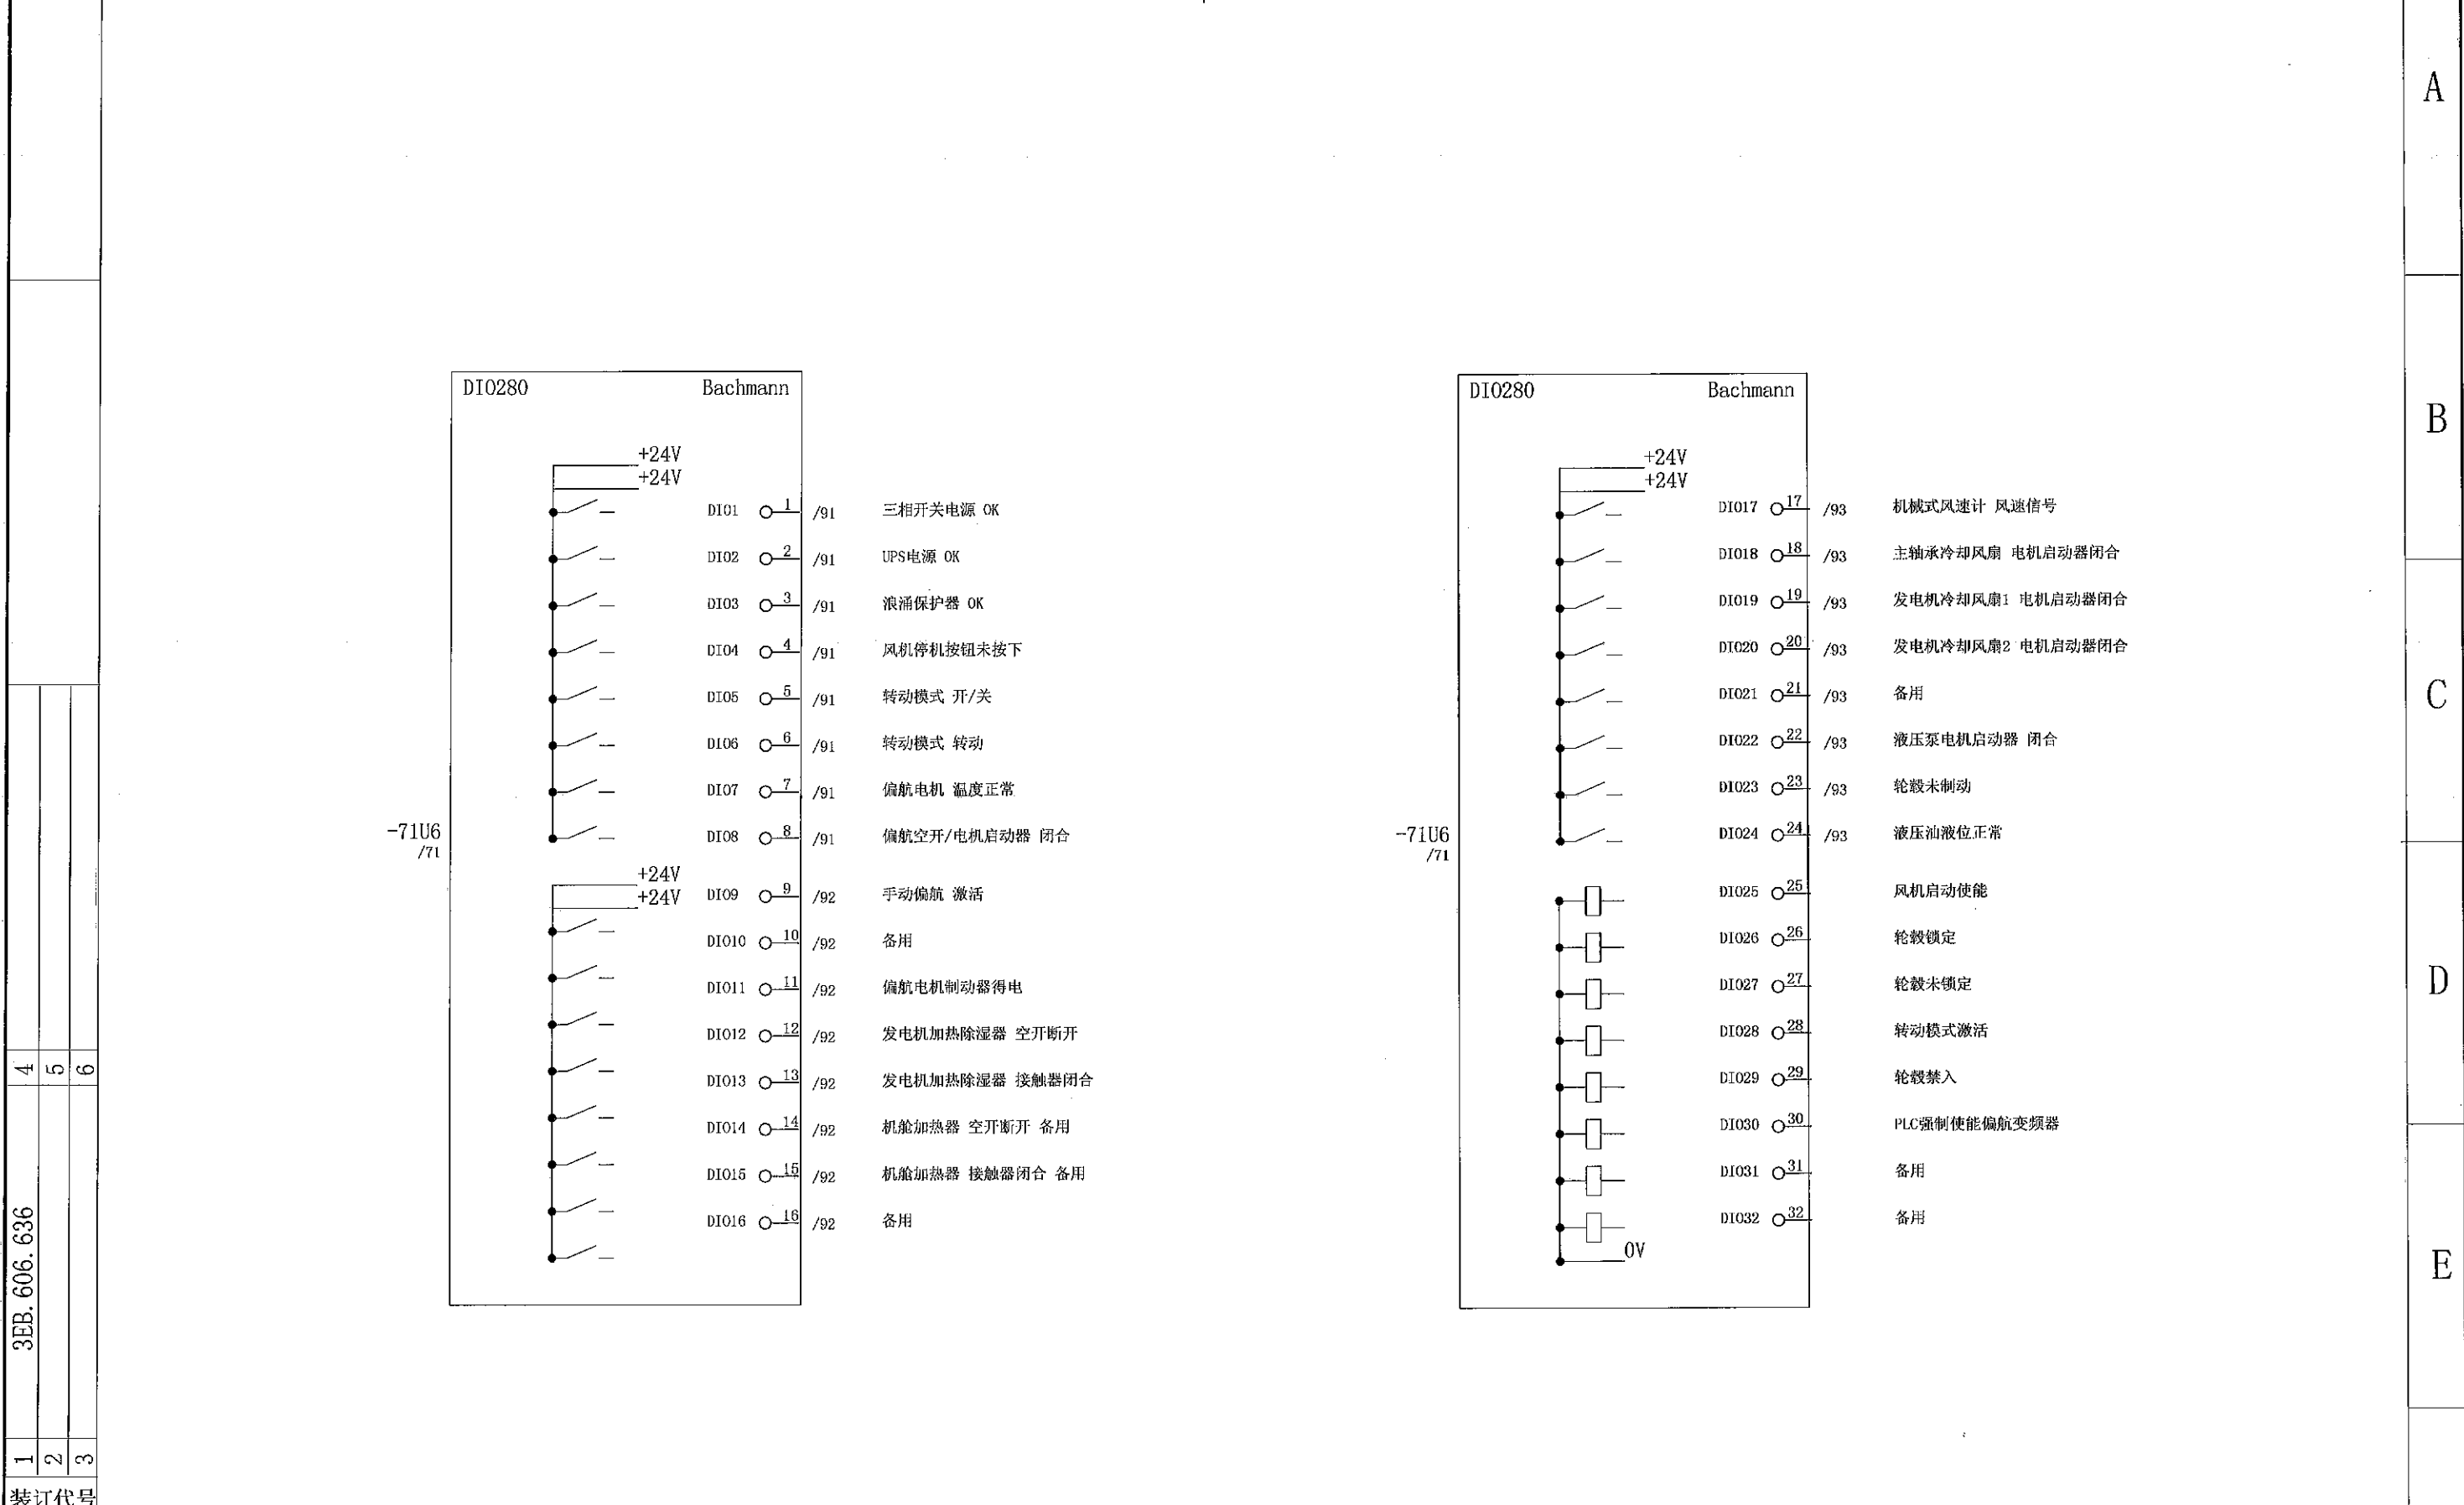 A
B
C
D
E
DIO280 Bachmann
+24V
+24V
DIO1 1 /91 三相开关电源 OK
DIO2 2 /91 UPS电源 OK
DIO3 3 /91 浪涌保护器 OK
DIO4 4 /91 风机停机按钮未按下
DIO5 5 /91 转动模式 开/关
DIO6 6 /91 转动模式 转动
DIO7 7 /91 偏航电机 温度正常
-71U6
/71
DIO8 8 /91 偏航空开/电机启动器 闭合
+24V
+24V
DIO9 9 /92 手动偏航 激活
DIO10 10 /92 备用
DIO11 11 /92 偏航电机制动器得电
DIO12 12 /92 发电机加热除湿器 空开断开
DIO13 13 /92 发电机加热除湿器 接触器闭合
DIO14 14 /92 机舱加热器 空开断开 备用
DIO15 15 /92 机舱加热器 接触器闭合 备用
DIO16 16 /92 备用
DIO280 Bachmann
+24V
+24V
DIO17 17 /93 机械式风速计 风速信号
DIO18 18 /93 主轴承冷却风扇 电机启动器闭合
DIO19 19 /93 发电机冷却风扇1 电机启动器闭合
DIO20 20 /93 发电机冷却风扇2 电机启动器闭合
DIO21 21 /93 备用
DIO22 22 /93 液压泵电机启动器 闭合
DIO23 23 /93 轮毂未制动
-71U6
/71
DIO24 24 /93 液压油液位正常
DIO25 25 风机启动使能
DIO26 26 轮毂锁定
DIO27 27 轮毂未锁定
DIO28 28 转动模式激活
DIO29 29 轮毂禁入
DIO30 30 PLC强制使能偏航变频器
DIO31 31 备用
DIO32 32 备用
0V
4
5
6
3EB.606.636
1
2
3
装订代号